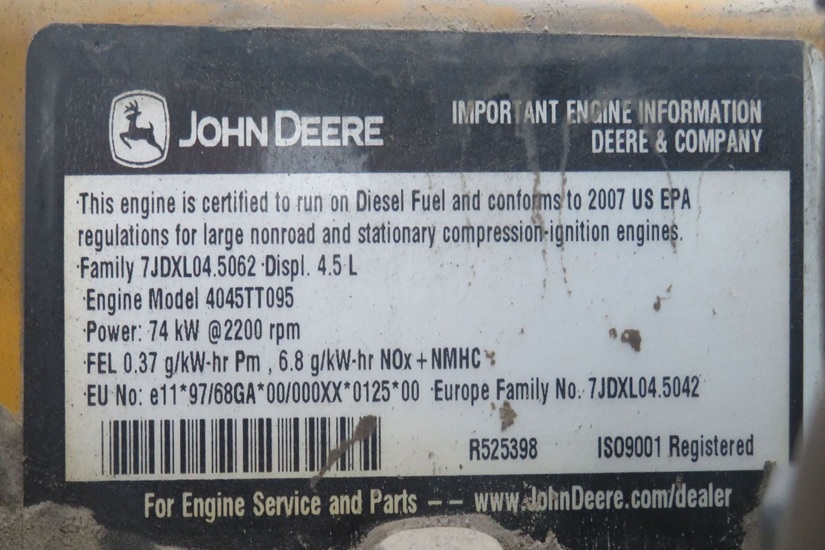 JOHN DEERE
IMPORTANT ENGINE INFORMATION
DEERE & COMPANY
This engine is certified to run on Diesel Fuel and conforms to 2007 US EPA
regulations for large nonroad and stationary compression-ignition engines.
Family 7JDXL04.5062 Displ. 4.5 L
Engine Model 4045TT095
Power: 74 kW @2200 rpm
FEL 0.37 g/kW-hr Pm , 6.8 g/kW-hr NOx + NMHC
EU No: e11*97/68GA*00/000XX*0125*00 Europe Family No. 7JDXL04.5042
R525398 ISO9001 Registered
For Engine Service and Parts -- www.JohnDeere.com/dealer